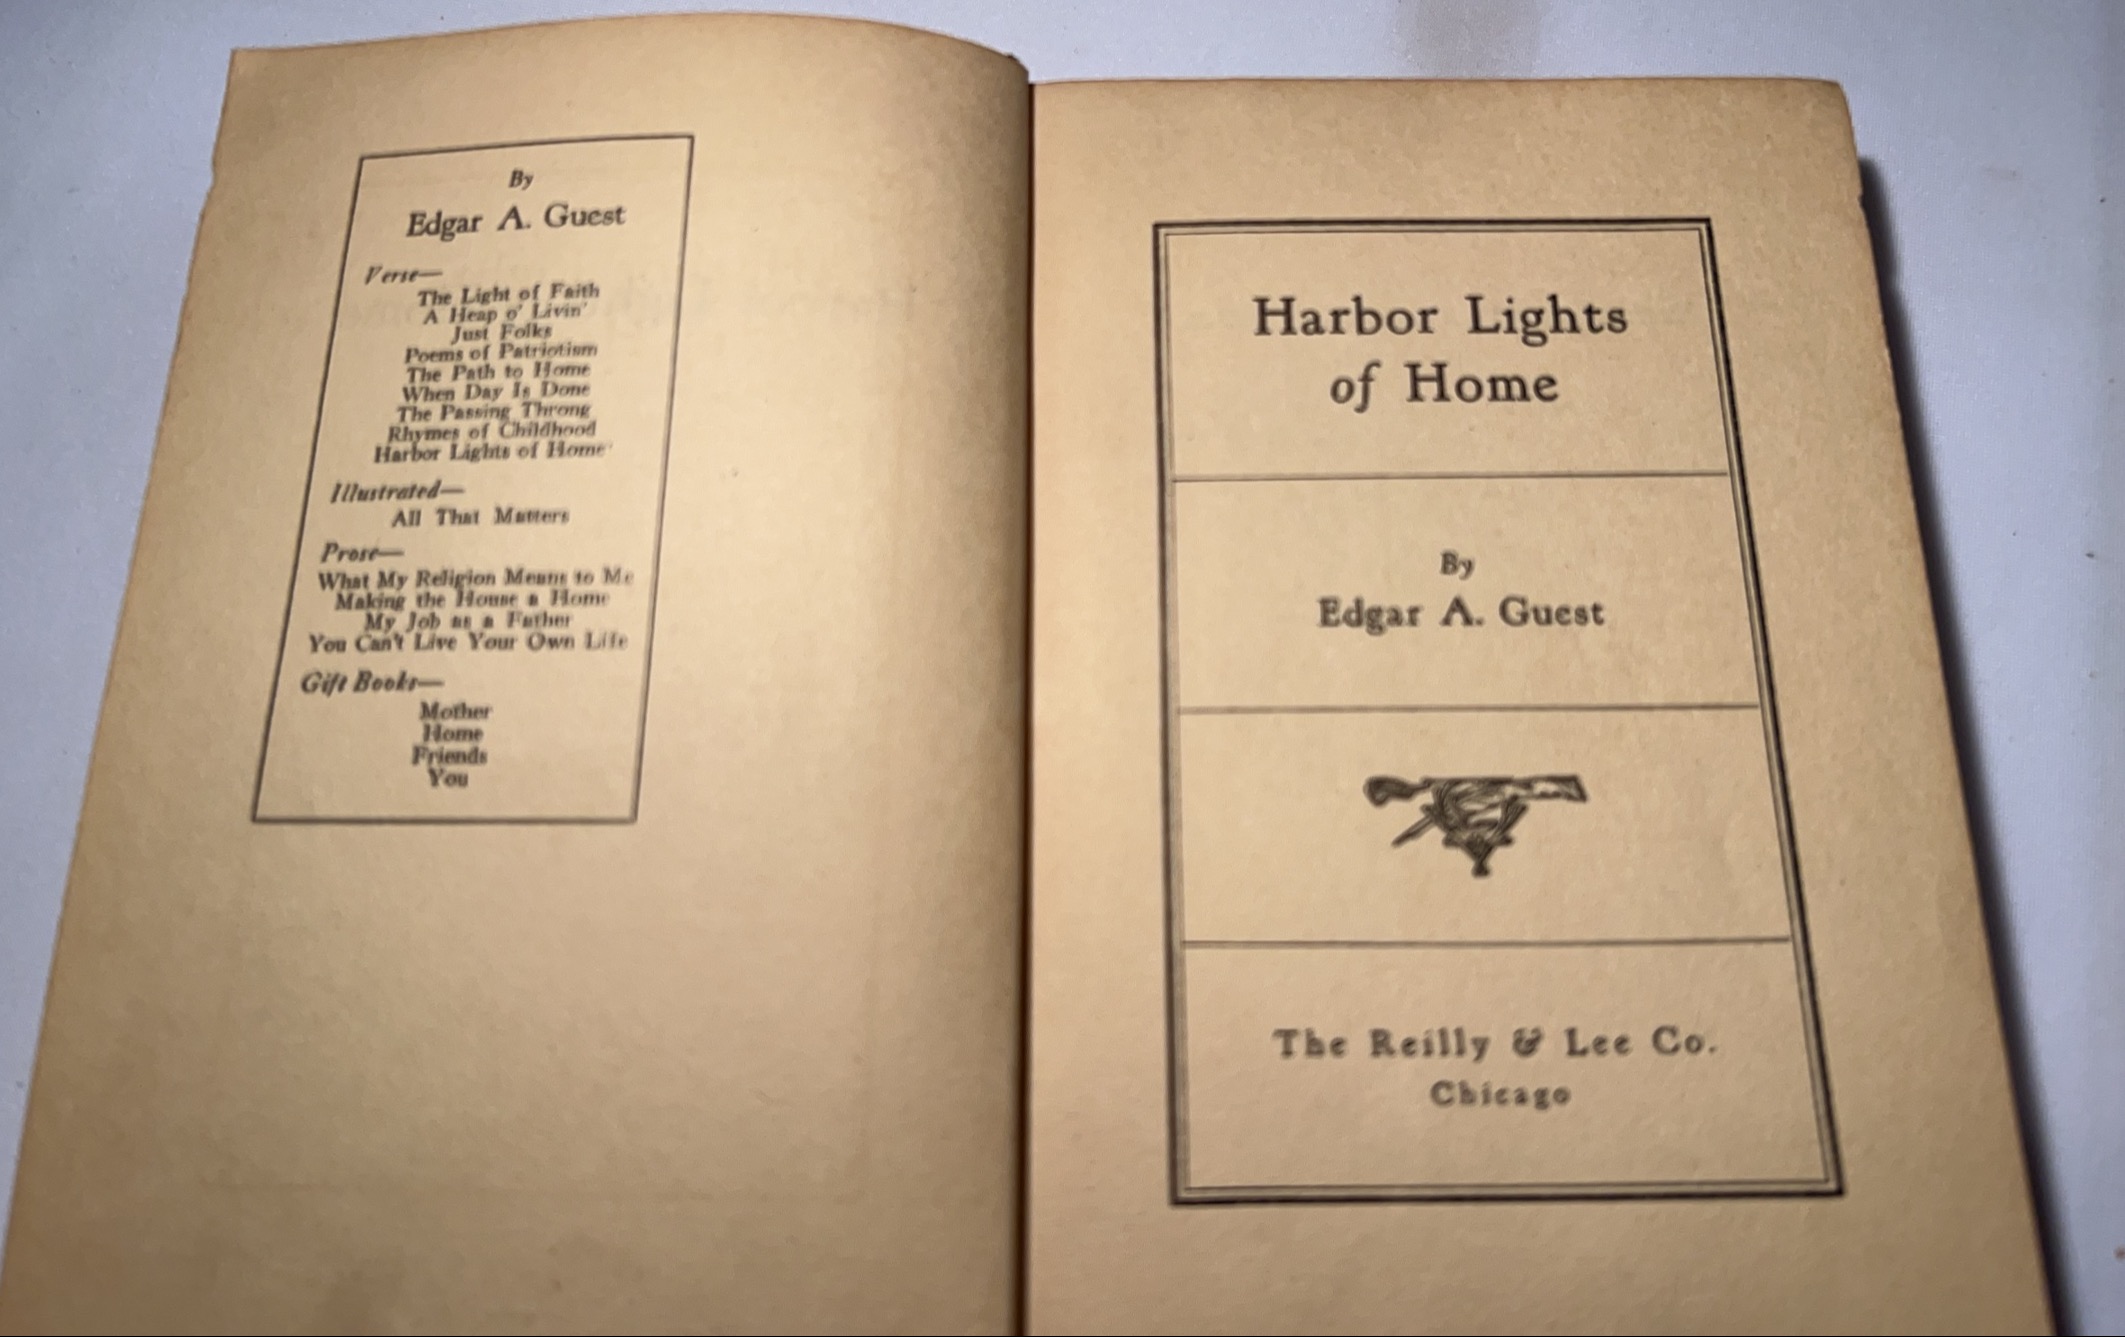 By
Edgar A. Guest
Verse—
The Light of Faith
A Heap o' Livin'
Just Folks
Poems of Patriotism
The Path to Home
When Day Is Done
The Passing Throng
Rhymes of Childhood
Harbor Lights of Home
Illustrated—
All That Matters
Prose—
What My Religion Means to Me
Making the House a Home
My Job as a Father
You Can't Live Your Own Life
Gift Books—
Mother
Home
Friends
You
Harbor Lights
of Home
By
Edgar A. Guest
The Reilly & Lee Co.
Chicago